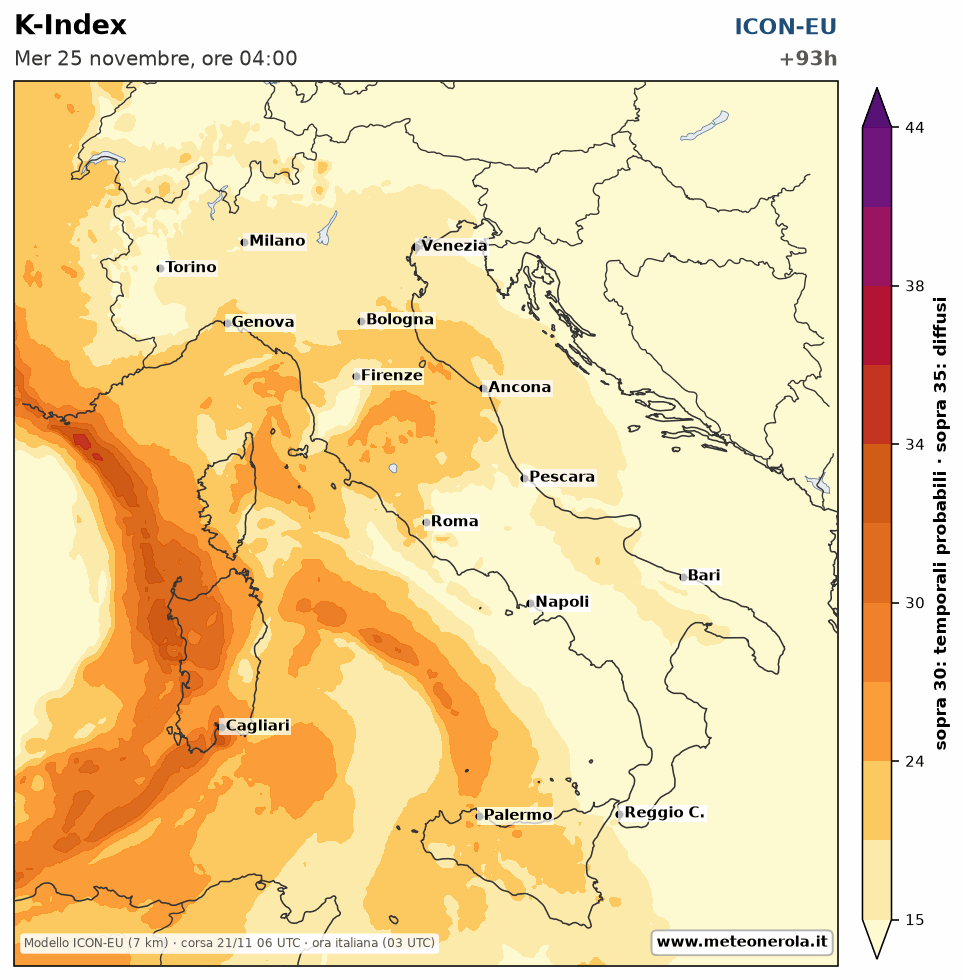 K-Index
ICON-EU
Mer 25 novembre, ore 04:00
+93h
Milano
Venezia
Torino
Genova
Bologna
Firenze
Ancona
Pescara
Roma
Bari
Napoli
Cagliari
Palermo
Reggio C.
44
38
34
30
24
15
sopra 30: temporali probabili · sopra 35: diffusi
Modello ICON-EU (7 km) · corsa 21/11 06 UTC · ora italiana (03 UTC)
www.meteonerola.it